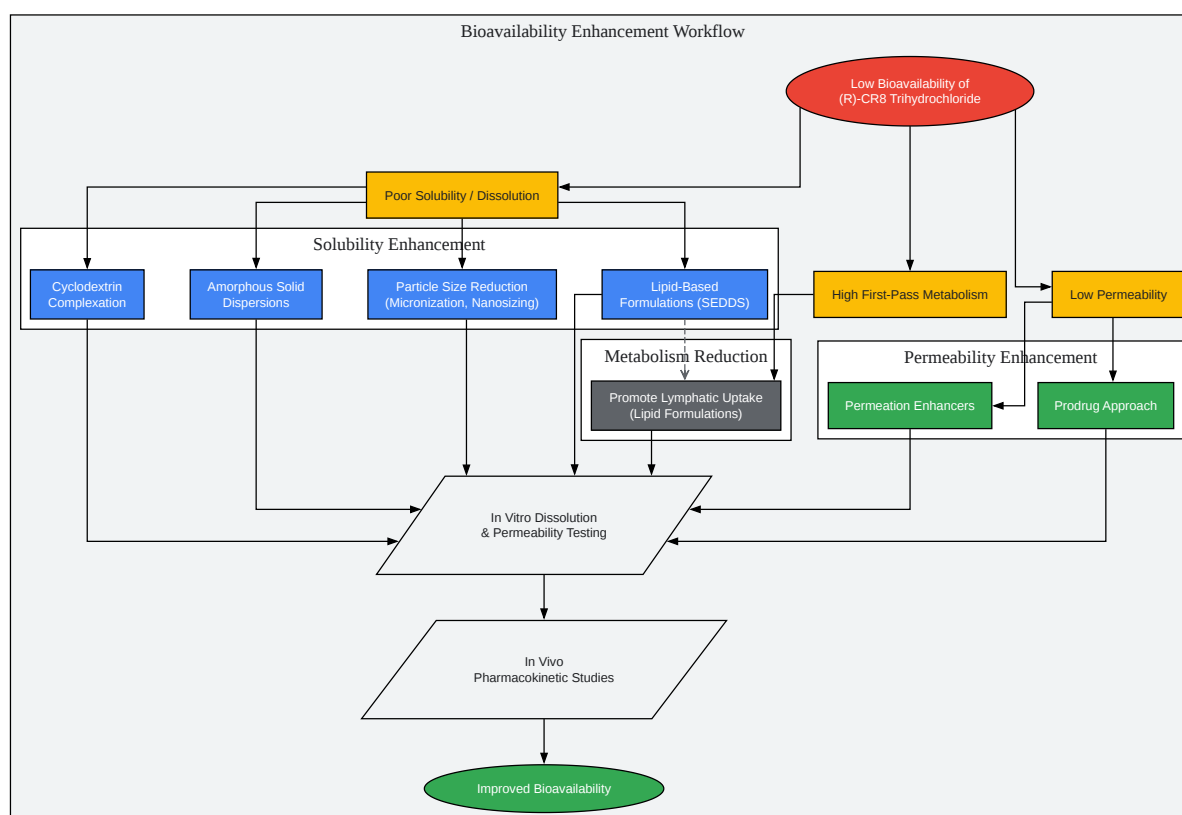 Bioavailability Enhancement Workflow
Low Bioavailability of
(R)-CR8 Trihydrochloride
Poor Solubility / Dissolution
Solubility Enhancement
Cyclodextrin
Complexation
Amorphous Solid
Dispersions
Particle Size Reduction
(Micronization, Nanosizing)
Lipid-Based
Formulations (SEDDS)
High First-Pass Metabolism
Low Permeability
Metabolism Reduction
Promote Lymphatic Uptake
(Lipid Formulations)
Permeability Enhancement
Permeation Enhancers
Prodrug Approach
In Vitro Dissolution
& Permeability Testing
In Vivo
Pharmacokinetic Studies
Improved Bioavailability